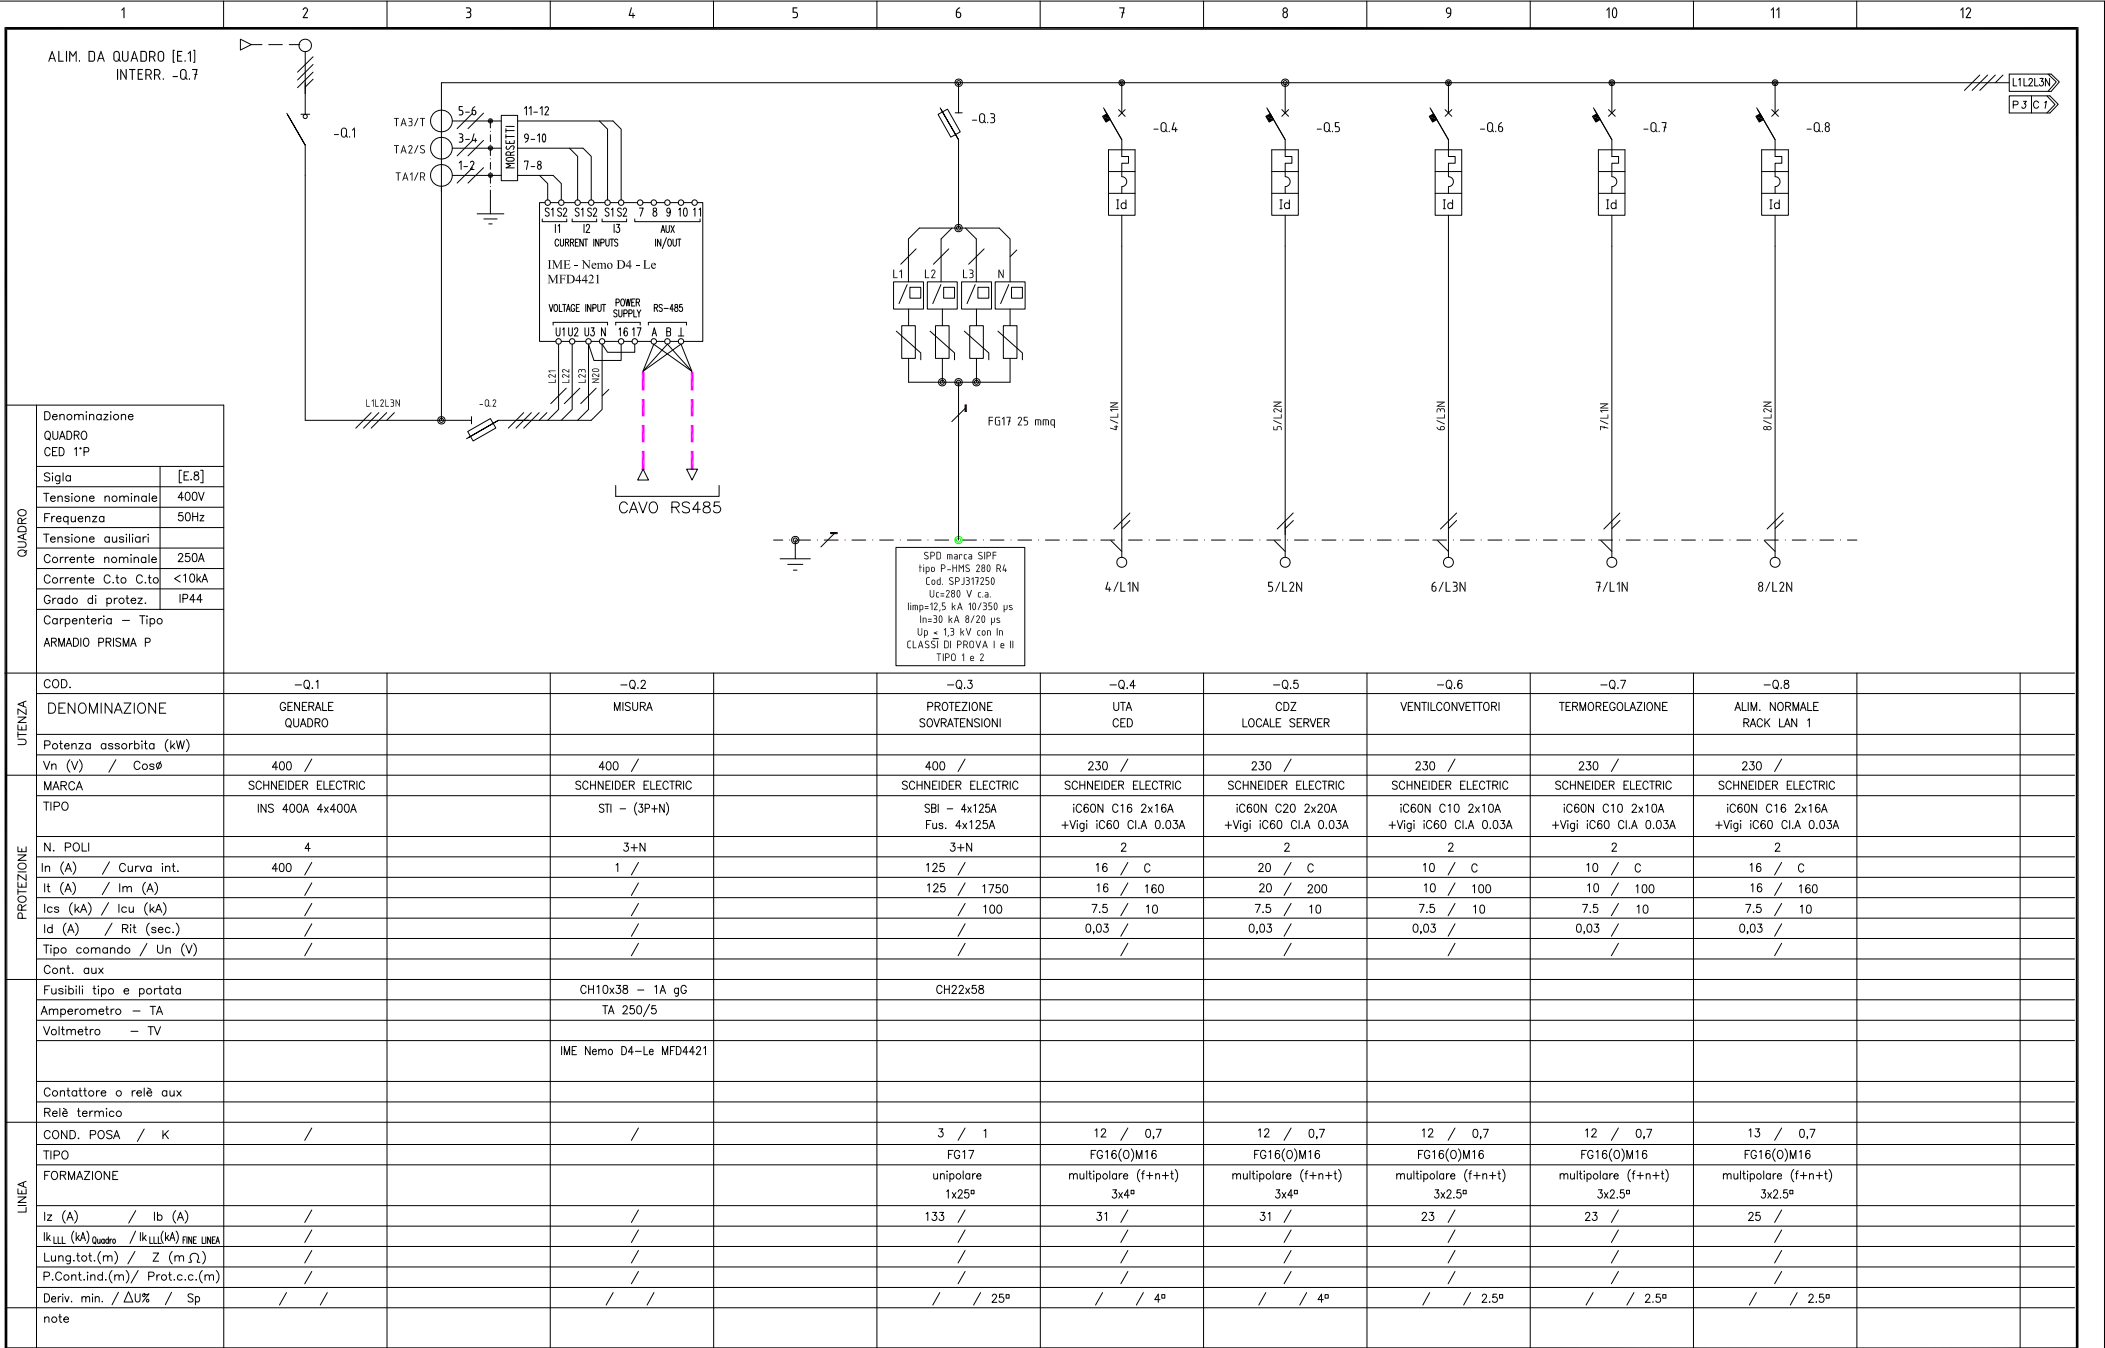 1 2 3 4 5 6 7 8 9 10 11 12
ALIM. DA QUADRO [E.1]
INTERR. -Q.7
-Q.1
TA3/T 5-6 11-12
TA2/S 3-4 9-10
TA1/R 1-2 7-8
MORSETTI
S1 S2 S1 S2 S1 S2 7 8 9 10 11
I1 I2 I3 AUX
CURRENT INPUTS IN/OUT
IME - Nemo D4 - Le
MFD4421
VOLTAGE INPUT POWER SUPPLY RS-485
U1 U2 U3 N 16 17 A B ⊥
L21 L22 L23 N20
L1L2L3N
-Q.2
CAVO RS485
-Q.3
L1 L2 L3 N
FG17 25 mmq
SPD marca SIPF
tipo P-HMS 280 R4
Cod. SPJ317250
Uc=280 V c.a.
Iimp=12,5 kA 10/350 µs
In=30 kA 8/20 µs
Up ≤ 1,3 kV con In
CLASSI DI PROVA I e II
TIPO 1 e 2
-Q.4 -Q.5 -Q.6 -Q.7 -Q.8
Id Id Id Id Id
4/L1N 5/L2N 6/L3N 7/L1N 8/L2N
4/L1N 5/L2N 6/L3N 7/L1N 8/L2N
L1L2L3N
P3 C1
QUADRO
Denominazione
QUADRO
CED 1°P
Sigla [E.8]
Tensione nominale 400V
Frequenza 50Hz
Tensione ausiliari
Corrente nominale 250A
Corrente C.to C.to <10kA
Grado di protez. IP44
Carpenteria – Tipo
ARMADIO PRISMA P
UTENZA
COD. -Q.1 -Q.2 -Q.3 -Q.4 -Q.5 -Q.6 -Q.7 -Q.8
DENOMINAZIONE GENERALE MISURA PROTEZIONE UTA CDZ VENTILCONVETTORI TERMOREGOLAZIONE ALIM. NORMALE
QUADRO SOVRATENSIONI CED LOCALE SERVER RACK LAN 1
Potenza assorbita (kW)
Vn (V) / Cosø 400 / 400 / 400 / 230 / 230 / 230 / 230 / 230 /
PROTEZIONE
MARCA SCHNEIDER ELECTRIC SCHNEIDER ELECTRIC SCHNEIDER ELECTRIC SCHNEIDER ELECTRIC SCHNEIDER ELECTRIC SCHNEIDER ELECTRIC SCHNEIDER ELECTRIC SCHNEIDER ELECTRIC
TIPO INS 400A 4x400A STI – (3P+N) SBI – 4x125A iC60N C16 2x16A iC60N C20 2x20A iC60N C10 2x10A iC60N C10 2x10A iC60N C16 2x16A
Fus. 4x125A +Vigi iC60 Cl.A 0.03A +Vigi iC60 Cl.A 0.03A +Vigi iC60 Cl.A 0.03A +Vigi iC60 Cl.A 0.03A +Vigi iC60 Cl.A 0.03A
N. POLI 4 3+N 3+N 2 2 2 2 2
In (A) / Curva int. 400 / 1 / 125 / 16 / C 20 / C 10 / C 10 / C 16 / C
It (A) / Im (A) / / 125 / 1750 16 / 160 20 / 200 10 / 100 10 / 100 16 / 160
Ics (kA) / Icu (kA) / / / 100 7.5 / 10 7.5 / 10 7.5 / 10 7.5 / 10 7.5 / 10
Id (A) / Rit (sec.) / / / 0,03 / 0,03 / 0,03 / 0,03 / 0,03 /
Tipo comando / Un (V) / / / / / / / /
Cont. aux
Fusibili tipo e portata CH10x38 – 1A gG CH22x58
Amperometro – TA TA 250/5
Voltmetro – TV
IME Nemo D4–Le MFD4421
Contattore o relè aux
Relè termico
LINEA
COND. POSA / K / / 3 / 1 12 / 0,7 12 / 0,7 12 / 0,7 12 / 0,7 13 / 0,7
TIPO FG17 FG16(O)M16 FG16(O)M16 FG16(O)M16 FG16(O)M16 FG16(O)M16
FORMAZIONE unipolare multipolare (f+n+t) multipolare (f+n+t) multipolare (f+n+t) multipolare (f+n+t) multipolare (f+n+t)
1x25¤ 3x4¤ 3x4¤ 3x2.5¤ 3x2.5¤ 3x2.5¤
Iz (A) / Ib (A) / / 133 / 31 / 31 / 23 / 23 / 25 /
Ik LLL (kA) Quadro / Ik LLL (kA) FINE LINEA / / / / / / / /
Lung.tot.(m) / Z (mΩ) / / / / / / / /
P.Cont.ind.(m)/ Prot.c.c.(m) / / / / / / / /
Deriv. min. / ΔU% / Sp / / / / / / 25¤ / / 4¤ / / 4¤ / / 2.5¤ / / 2.5¤ / / 2.5¤
note